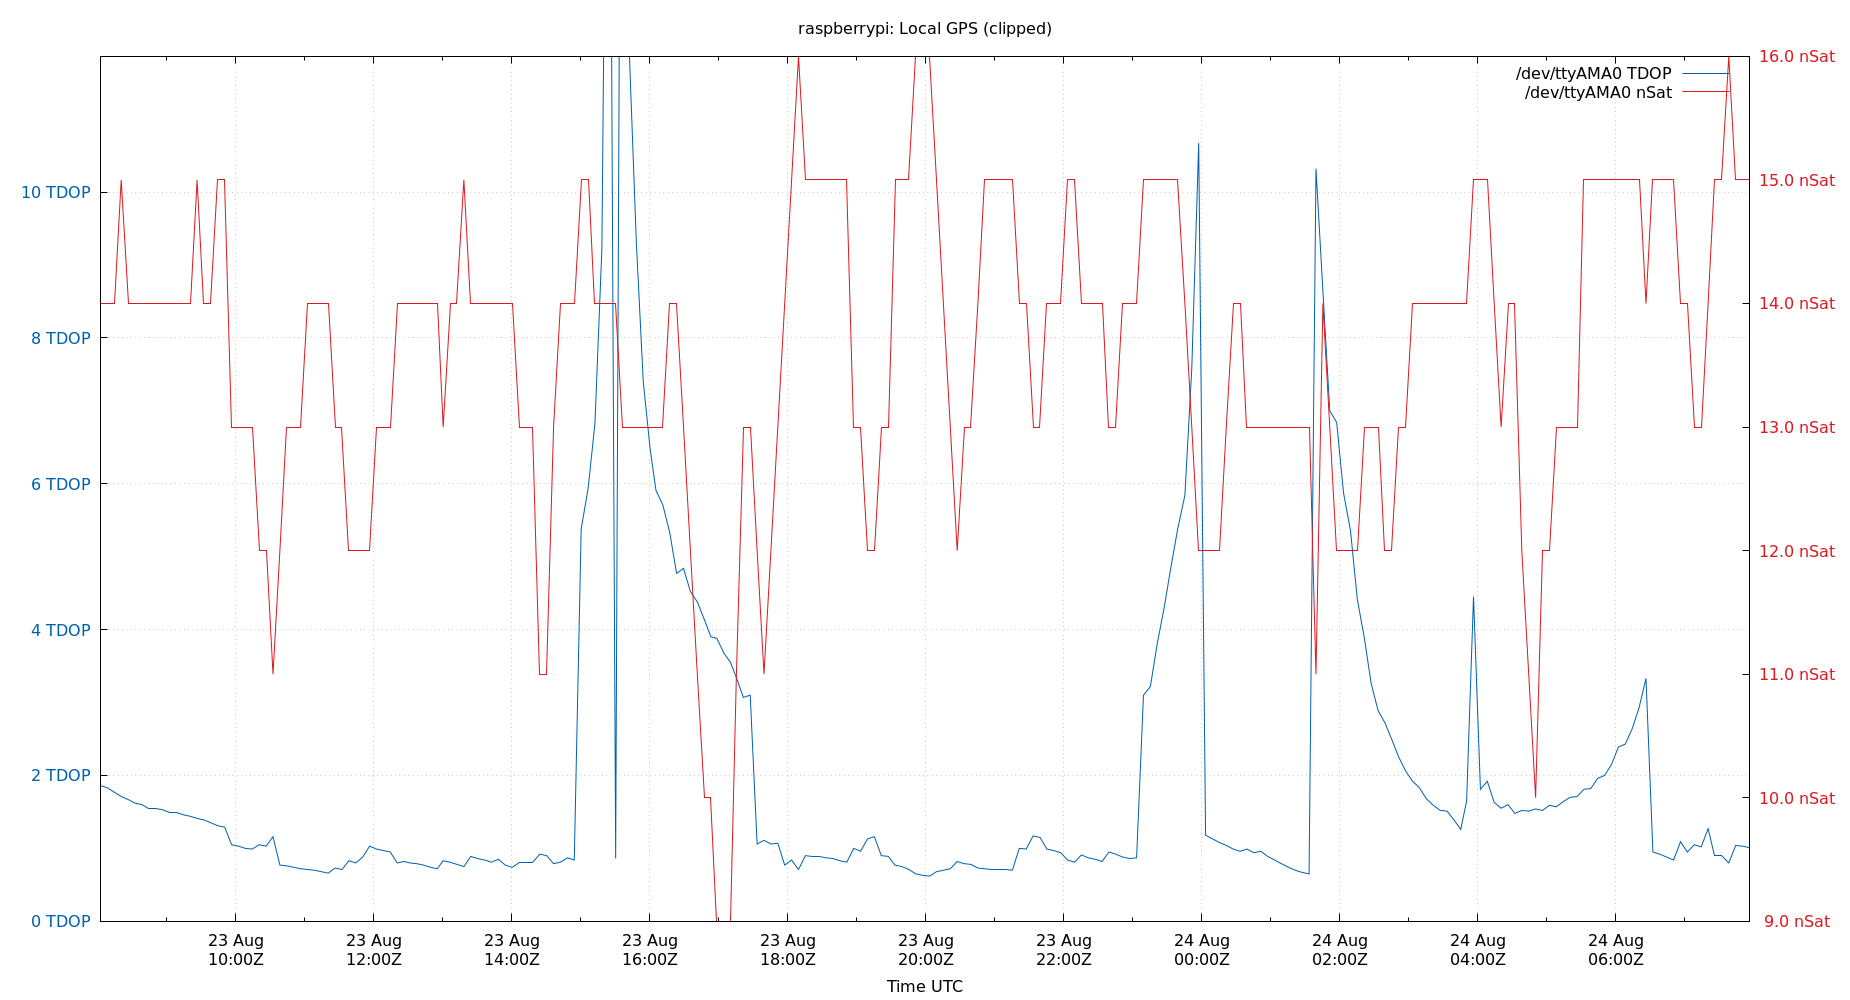 raspberrypi: Local GPS (clipped)
/dev/ttyAMA0 TDOP
/dev/ttyAMA0 nSat
10 TDOP
8 TDOP
6 TDOP
4 TDOP
2 TDOP
0 TDOP
16.0 nSat
15.0 nSat
14.0 nSat
13.0 nSat
12.0 nSat
11.0 nSat
10.0 nSat
9.0 nSat
23 Aug 23 Aug 23 Aug 23 Aug 23 Aug 23 Aug 23 Aug 24 Aug 24 Aug 24 Aug 24 Aug
10:00Z 12:00Z 14:00Z 16:00Z 18:00Z 20:00Z 22:00Z 00:00Z 02:00Z 04:00Z 06:00Z
Time UTC